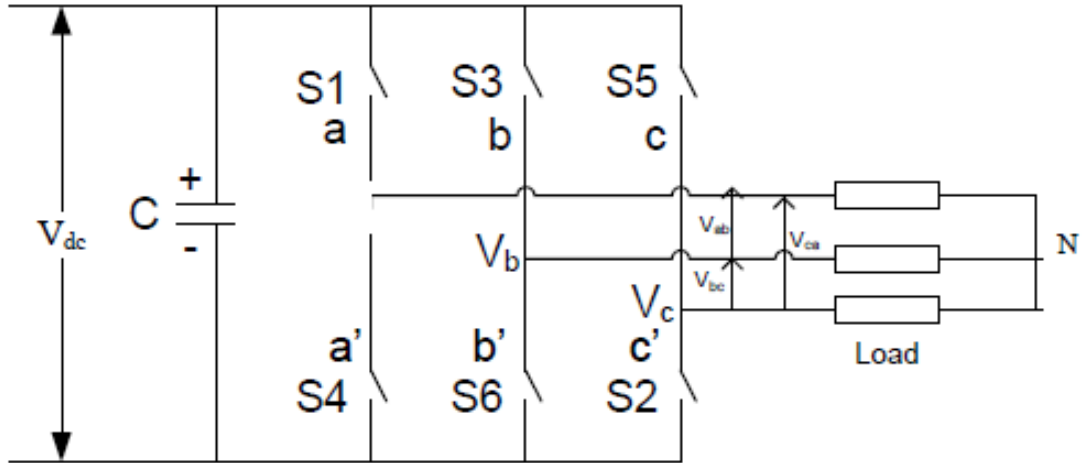 S1
S3
S5
a
b
c
+
C
-
Vdc
Vab
Vca
N
Vb
Vbc
Vc
Load
a’
b’
c’
S4
S6
S2